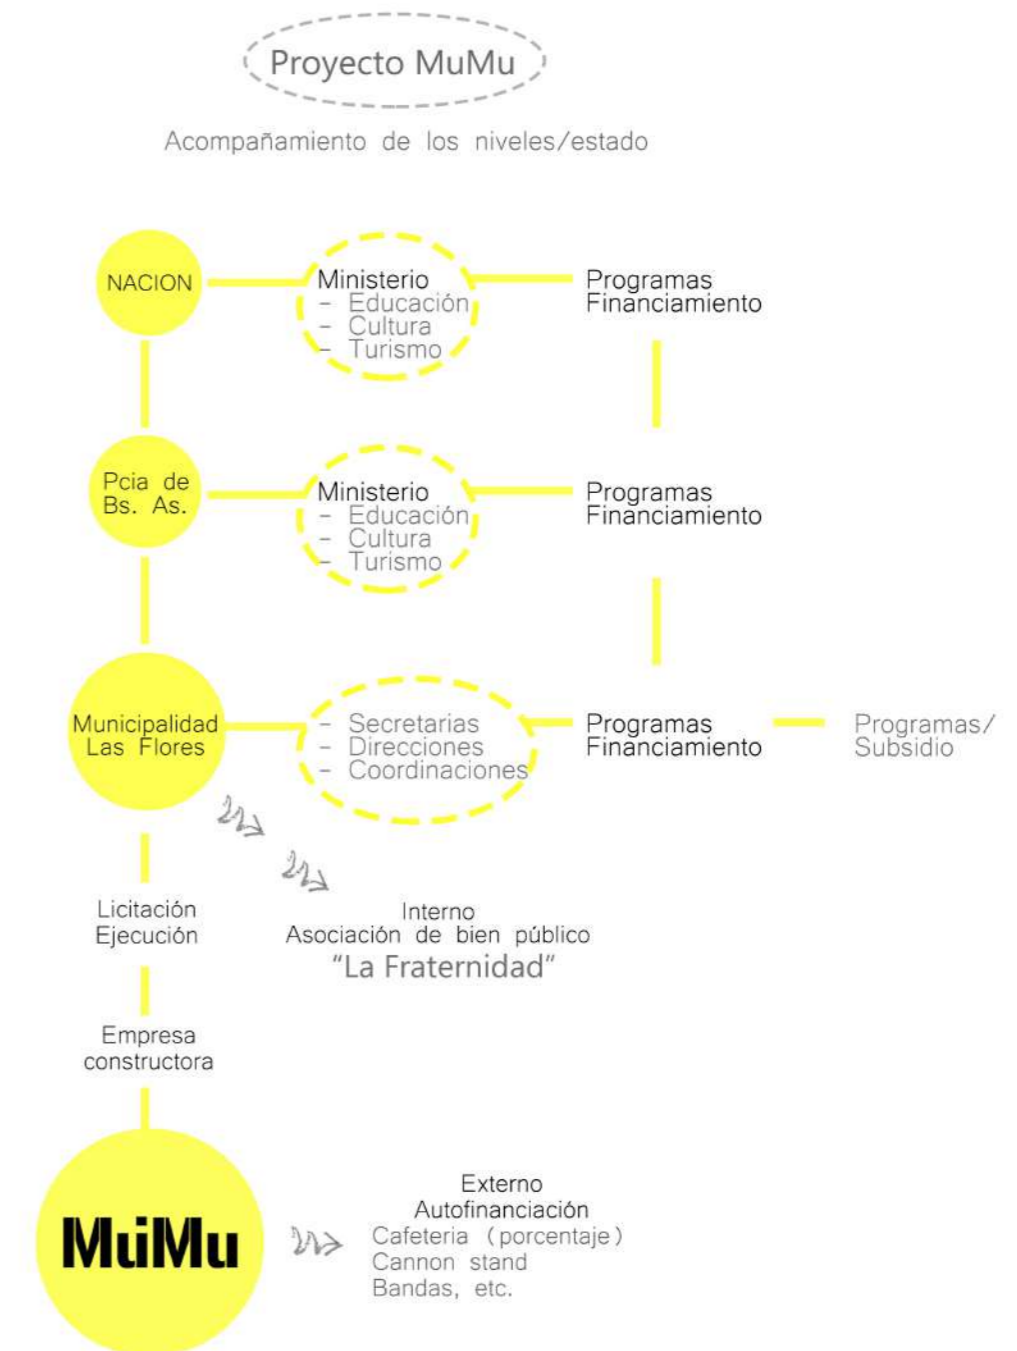 Proyecto MuMu
Acompañamiento de los niveles/estado
NACION
Ministerio
- Educación
- Cultura
- Turismo
Programas
Financiamiento
Pcia de
Bs. As.
Ministerio
- Educación
- Cultura
- Turismo
Programas
Financiamiento
Municipalidad
Las Flores
- Secretarias
- Direcciones
- Coordinaciones
Programas
Financiamiento
Programas/
Subsidio
Licitación
Ejecución
Interno
Asociación de bien público
"La Fraternidad"
Empresa
constructora
MuiMu
Externo
Autofinanciación
Cafeteria (porcentaje)
Cannon stand
Bandas, etc.